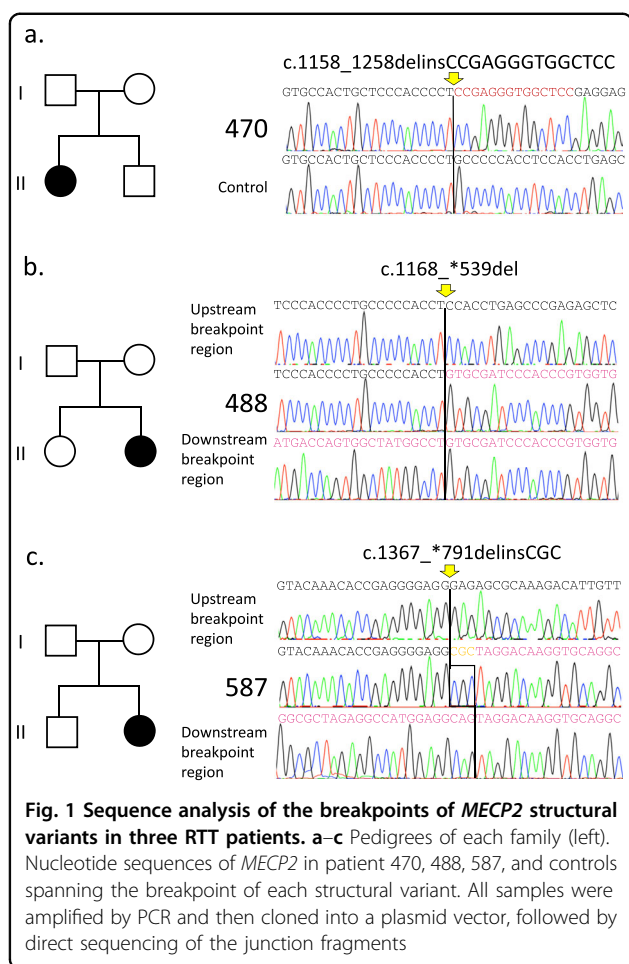 a.
c.1158_1258delinsCCGAGGGTGGCTCC
I
II
470
GTGCCACTGCTCCCACCCCTCCGAGGGTGGCTCCGAGGAG
Control
GTGCCACTGCTCCCACCCCTGCCCCCACCTCCACCTGAGC
b.
c.1168_*539del
I
II
Upstream
breakpoint
region
TCCCACCCCTGCCCCCACCTCCACCTGAGCCCGAGAGCTC
488
TCCCACCCCTGCCCCCACCTGTGCGATCCCACCCGTGGTG
Downstream
breakpoint
region
ATGACCAGTGGCTATGGCCTGTGCGATCCCACCCGTGGTG
c.
c.1367_*791delinsCGC
I
II
Upstream
breakpoint
region
GTACAAACACCGAGGGGAGGGAGAGCGCAAAGACATTGTT
587
GTACAAACACCGAGGGGAGGCGCTAGGACAAGGTGCAGGC
Downstream
breakpoint
region
GGCGCTAGAGGCCATGGAGGCAGTAGGACAAGGTGCAGGC
Fig. 1 Sequence analysis of the breakpoints of MECP2 structural
variants in three RTT patients. a–c Pedigrees of each family (left).
Nucleotide sequences of MECP2 in patient 470, 488, 587, and controls
spanning the breakpoint of each structural variant. All samples were
amplified by PCR and then cloned into a plasmid vector, followed by
direct sequencing of the junction fragments